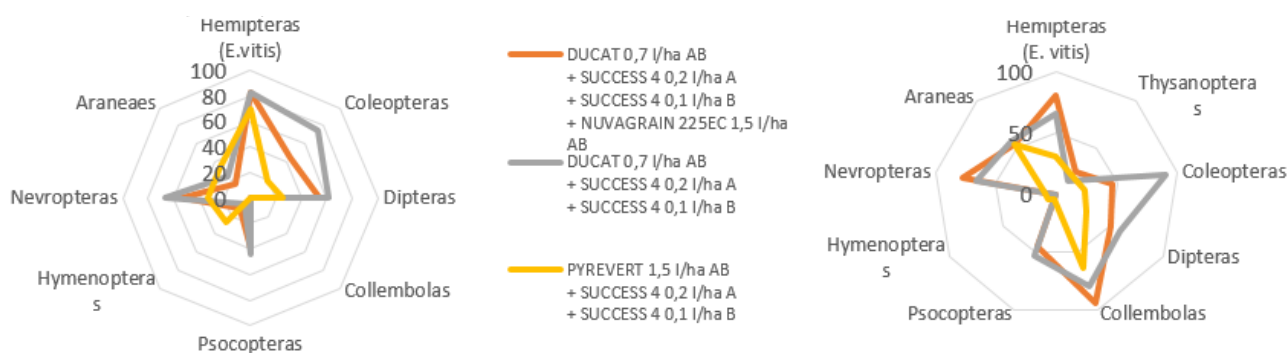 Hemipteras
(E.vitis)
100
80
60
40
20
0
Araneaes
Coleopteras
Nevropteras
Dipteras
Hymenoptera
s
Collembolas
Psocopteras
DUCAT 0,7 l/ha AB
+ SUCCESS 4 0,2 l/ha A
+ SUCCESS 4 0,1 l/ha B
+ NUVAGRAIN 225EC 1,5 l/ha
AB
DUCAT 0,7 l/ha AB
+ SUCCESS 4 0,2 l/ha A
+ SUCCESS 4 0,1 l/ha B
PYREVERT 1,5 l/ha AB
+ SUCCESS 4 0,2 l/ha A
+ SUCCESS 4 0,1 l/ha B
Hemipteras
(E. vitis)
100
50
0
Araneas
Thysanoptera
s
Nevropteras
Coleopteras
Hymenoptera
s
Dipteras
Psocopteras
Collembolas